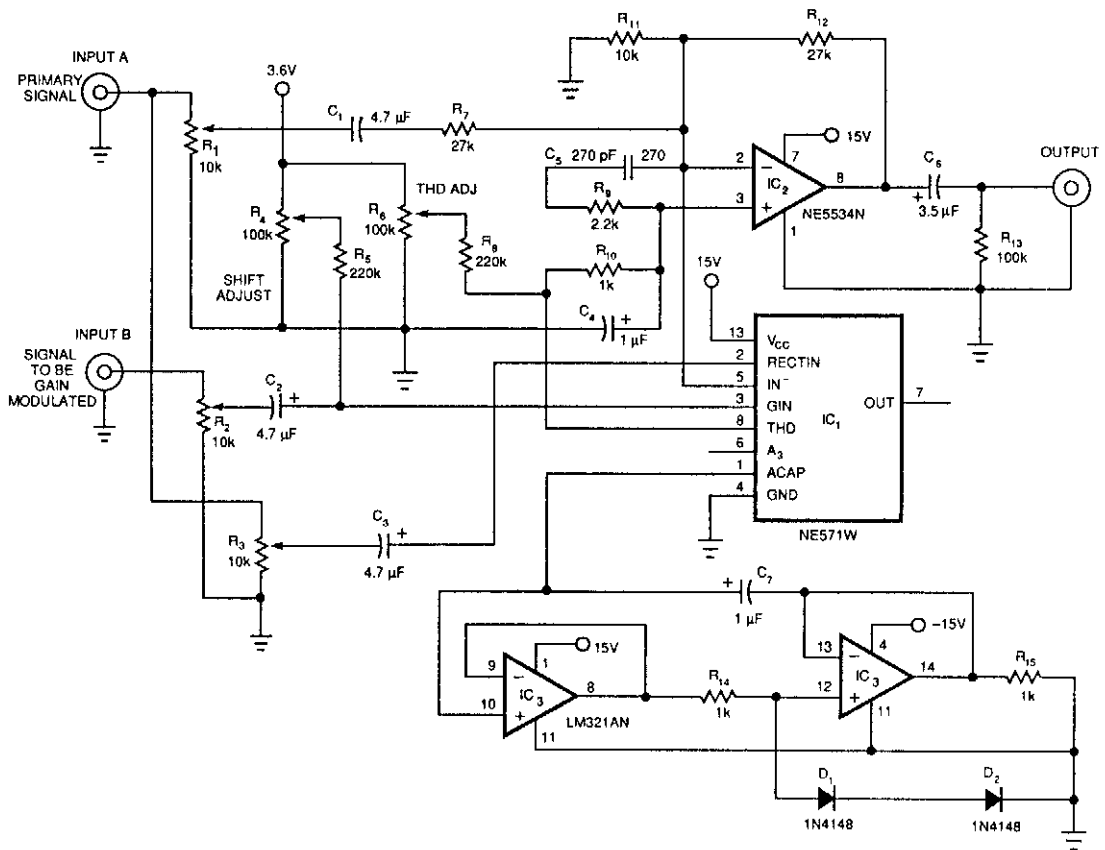 INPUT A
PRIMARY
SIGNAL
R1
10k
3.6V
C1
4.7 µF
R7
27k
R11
10k
R12
27k
C5
270 pF
270
R9
2.2k
THD ADJ
R4
100k
R6
100k
R5
220k
R8
220k
R10
1k
SHIFT
ADJUST
C4
+
1 µF
2
−
3
+
IC2
7
15V
8
1
NE5534N
C6
+
3.5 µF
R13
100k
OUTPUT
INPUT B
SIGNAL
TO BE
GAIN
MODULATED
R2
10k
C2
+
4.7 µF
R3
10k
C3
+
4.7 µF
15V
13 VCC
2 RECTIN
5 IN−
3 GIN
8 THD
6 A3
1 ACAP
4 GND
IC1
OUT
7
NE571W
+
C7
1 µF
9
−
10
+
IC3
1
15V
8
11
LM321AN
R14
1k
13
−
12
+
IC3
4
−15V
14
11
R15
1k
D1
1N4148
D2
1N4148